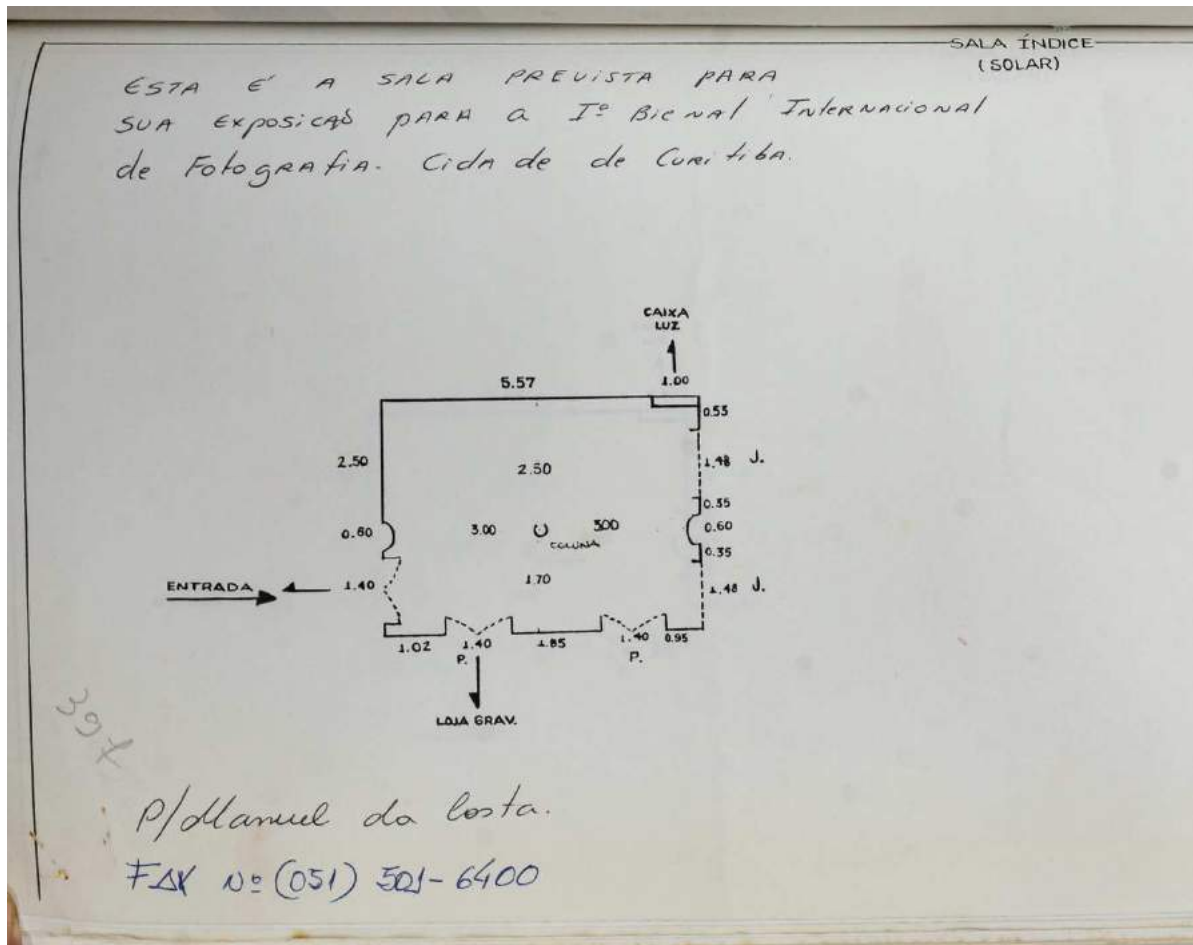 SALA ÍNDICE
(SOLAR)
ESTA É A SALA PREVISTA PARA
SUA EXPOSIÇÃO PARA A Iº BIENAL INTERNACIONAL
de FotogRAfiA. CidAde de CuRitibA.
CAIXA
LUZ
5.57
1.00
0.55
2.50
2.50
1.48 J.
0.35
0.60
3.00
300
0.60
COLUNA
0.35
ENTRADA
1.40
1.70
1.48 J.
1.02
1.40
1.85
1.40
0.95
P.
P.
LOJA GRAV.
397
P/Manuel da Costa.
FAX Nº (051) 501-6400